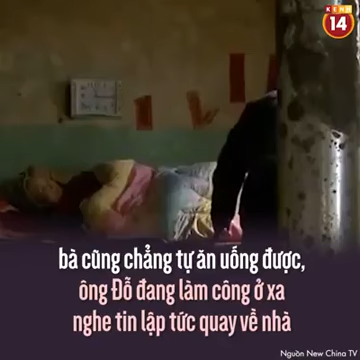 KENH
14
bà cũng chẳng tự ăn uống được,
ông Đỗ đang làm công ở xa
nghe tin lập tức quay về nhà
Nguồn New China TV